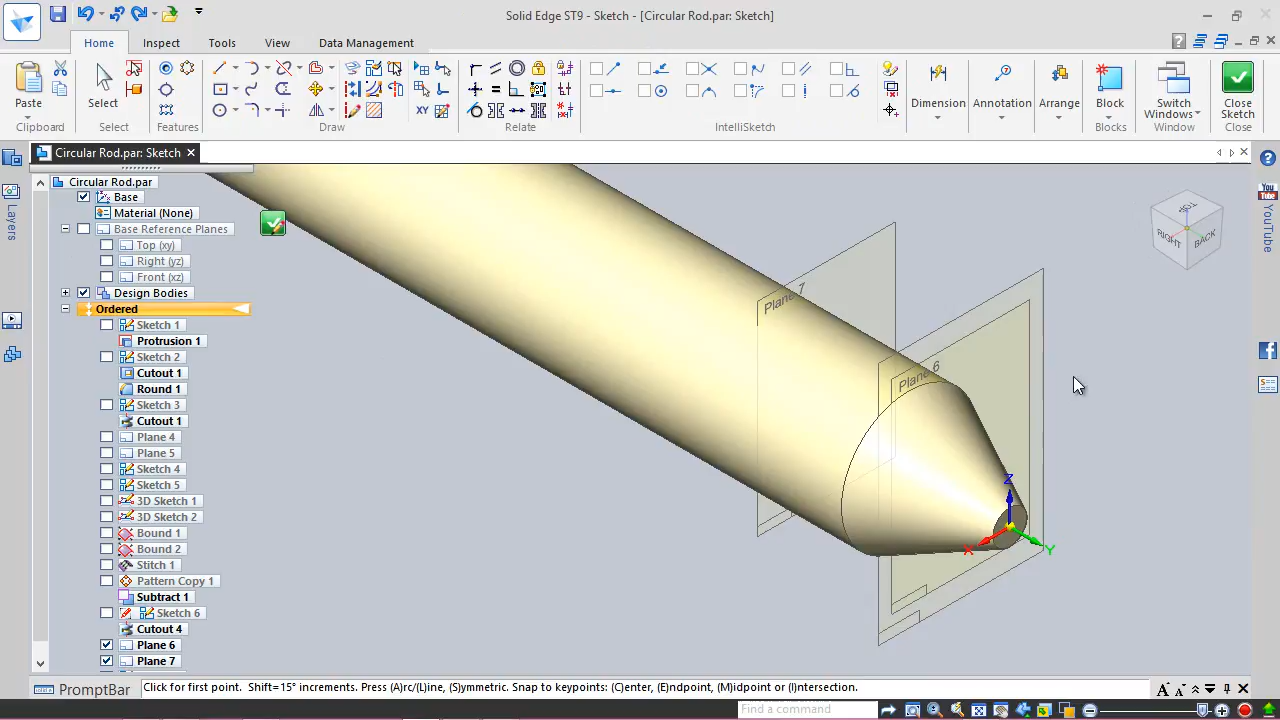 Solid Edge ST9 - Sketch - [Circular Rod.par: Sketch]
Home
Inspect
Tools
View
Data Management
Paste
Select
Dimension
Annotation
Arrange
Block
Switch
Windows
Close
Sketch
Clipboard
Select
Features
Draw
Relate
IntelliSketch
Blocks
Window
Close
Circular Rod.par: Sketch
Layers
YouTube
You
Tube
Circular Rod.par
Base
Material (None)
Base Reference Planes
Top (xy)
Right (yz)
Front (xz)
Design Bodies
Ordered
Sketch 1
Protrusion 1
Sketch 2
Cutout 1
Round 1
Sketch 3
Cutout 1
Plane 4
Plane 5
Sketch 4
Sketch 5
3D Sketch 1
3D Sketch 2
Bound 1
Bound 2
Stitch 1
Pattern Copy 1
Subtract 1
Sketch 6
Cutout 4
Plane 6
Plane 7
Plane 7
Plane 6
Z
X
Y
TOP
RIGHT
BACK
PromptBar
Click for first point. Shift=15° increments. Press (A)rc/(L)ine, (S)ymmetric. Snap to keypoints: (C)enter, (E)ndpoint, (M)idpoint or (I)ntersection.
Find a command